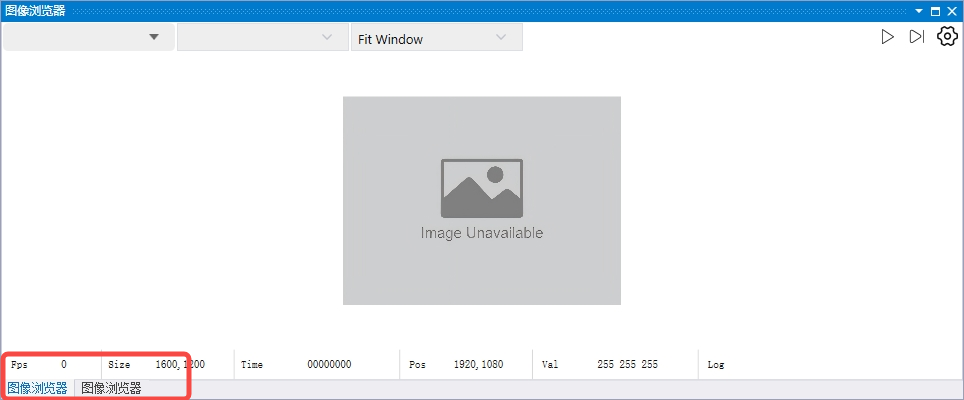 图像浏览器
Fit Window
Image Unavailable
Fps 0 Size 1600,1200 Time 00000000 Pos 1920,1080 Val 255 255 255 Log
图像浏览器 图像浏览器